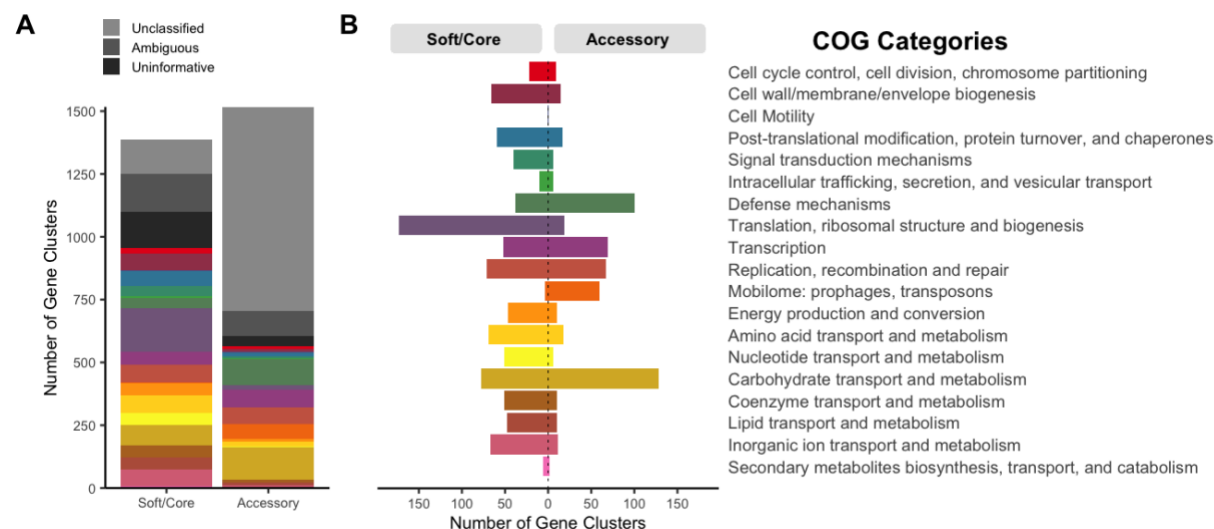 A
Unclassified
Ambiguous
Uninformative
Number of Gene Clusters
1500
1250
1000
750
500
250
0
Soft/Core
Accessory
B
Soft/Core
Accessory
COG Categories
Cell cycle control, cell division, chromosome partitioning
Cell wall/membrane/envelope biogenesis
Cell Motility
Post-translational modification, protein turnover, and chaperones
Signal transduction mechanisms
Intracellular trafficking, secretion, and vesicular transport
Defense mechanisms
Translation, ribosomal structure and biogenesis
Transcription
Replication, recombination and repair
Mobilome: prophages, transposons
Energy production and conversion
Amino acid transport and metabolism
Nucleotide transport and metabolism
Carbohydrate transport and metabolism
Coenzyme transport and metabolism
Lipid transport and metabolism
Inorganic ion transport and metabolism
Secondary metabolites biosynthesis, transport, and catabolism
150 100 50 0 50 100 150
Number of Gene Clusters